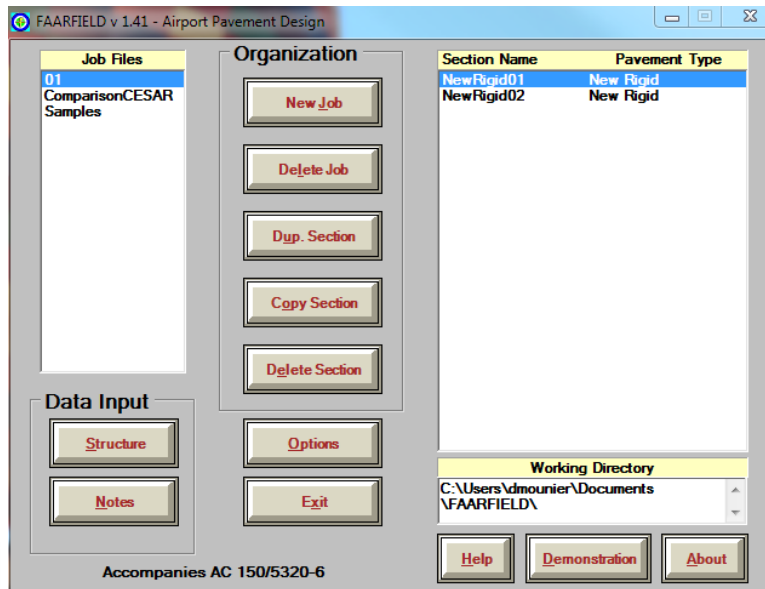 FAARFIELD v 1.41 - Airport Pavement Design
Job Files
01
ComparisonCESAR
Samples
Organization
New Job
Delete Job
Dup. Section
Copy Section
Delete Section
Section Name Pavement Type
NewRigid01 New Rigid
NewRigid02 New Rigid
Data Input
Structure
Notes
Options
Exit
Working Directory
C:\Users\dmounier\Documents
\FAARFIELD\
Help
Demonstration
About
Accompanies AC 150/5320-6